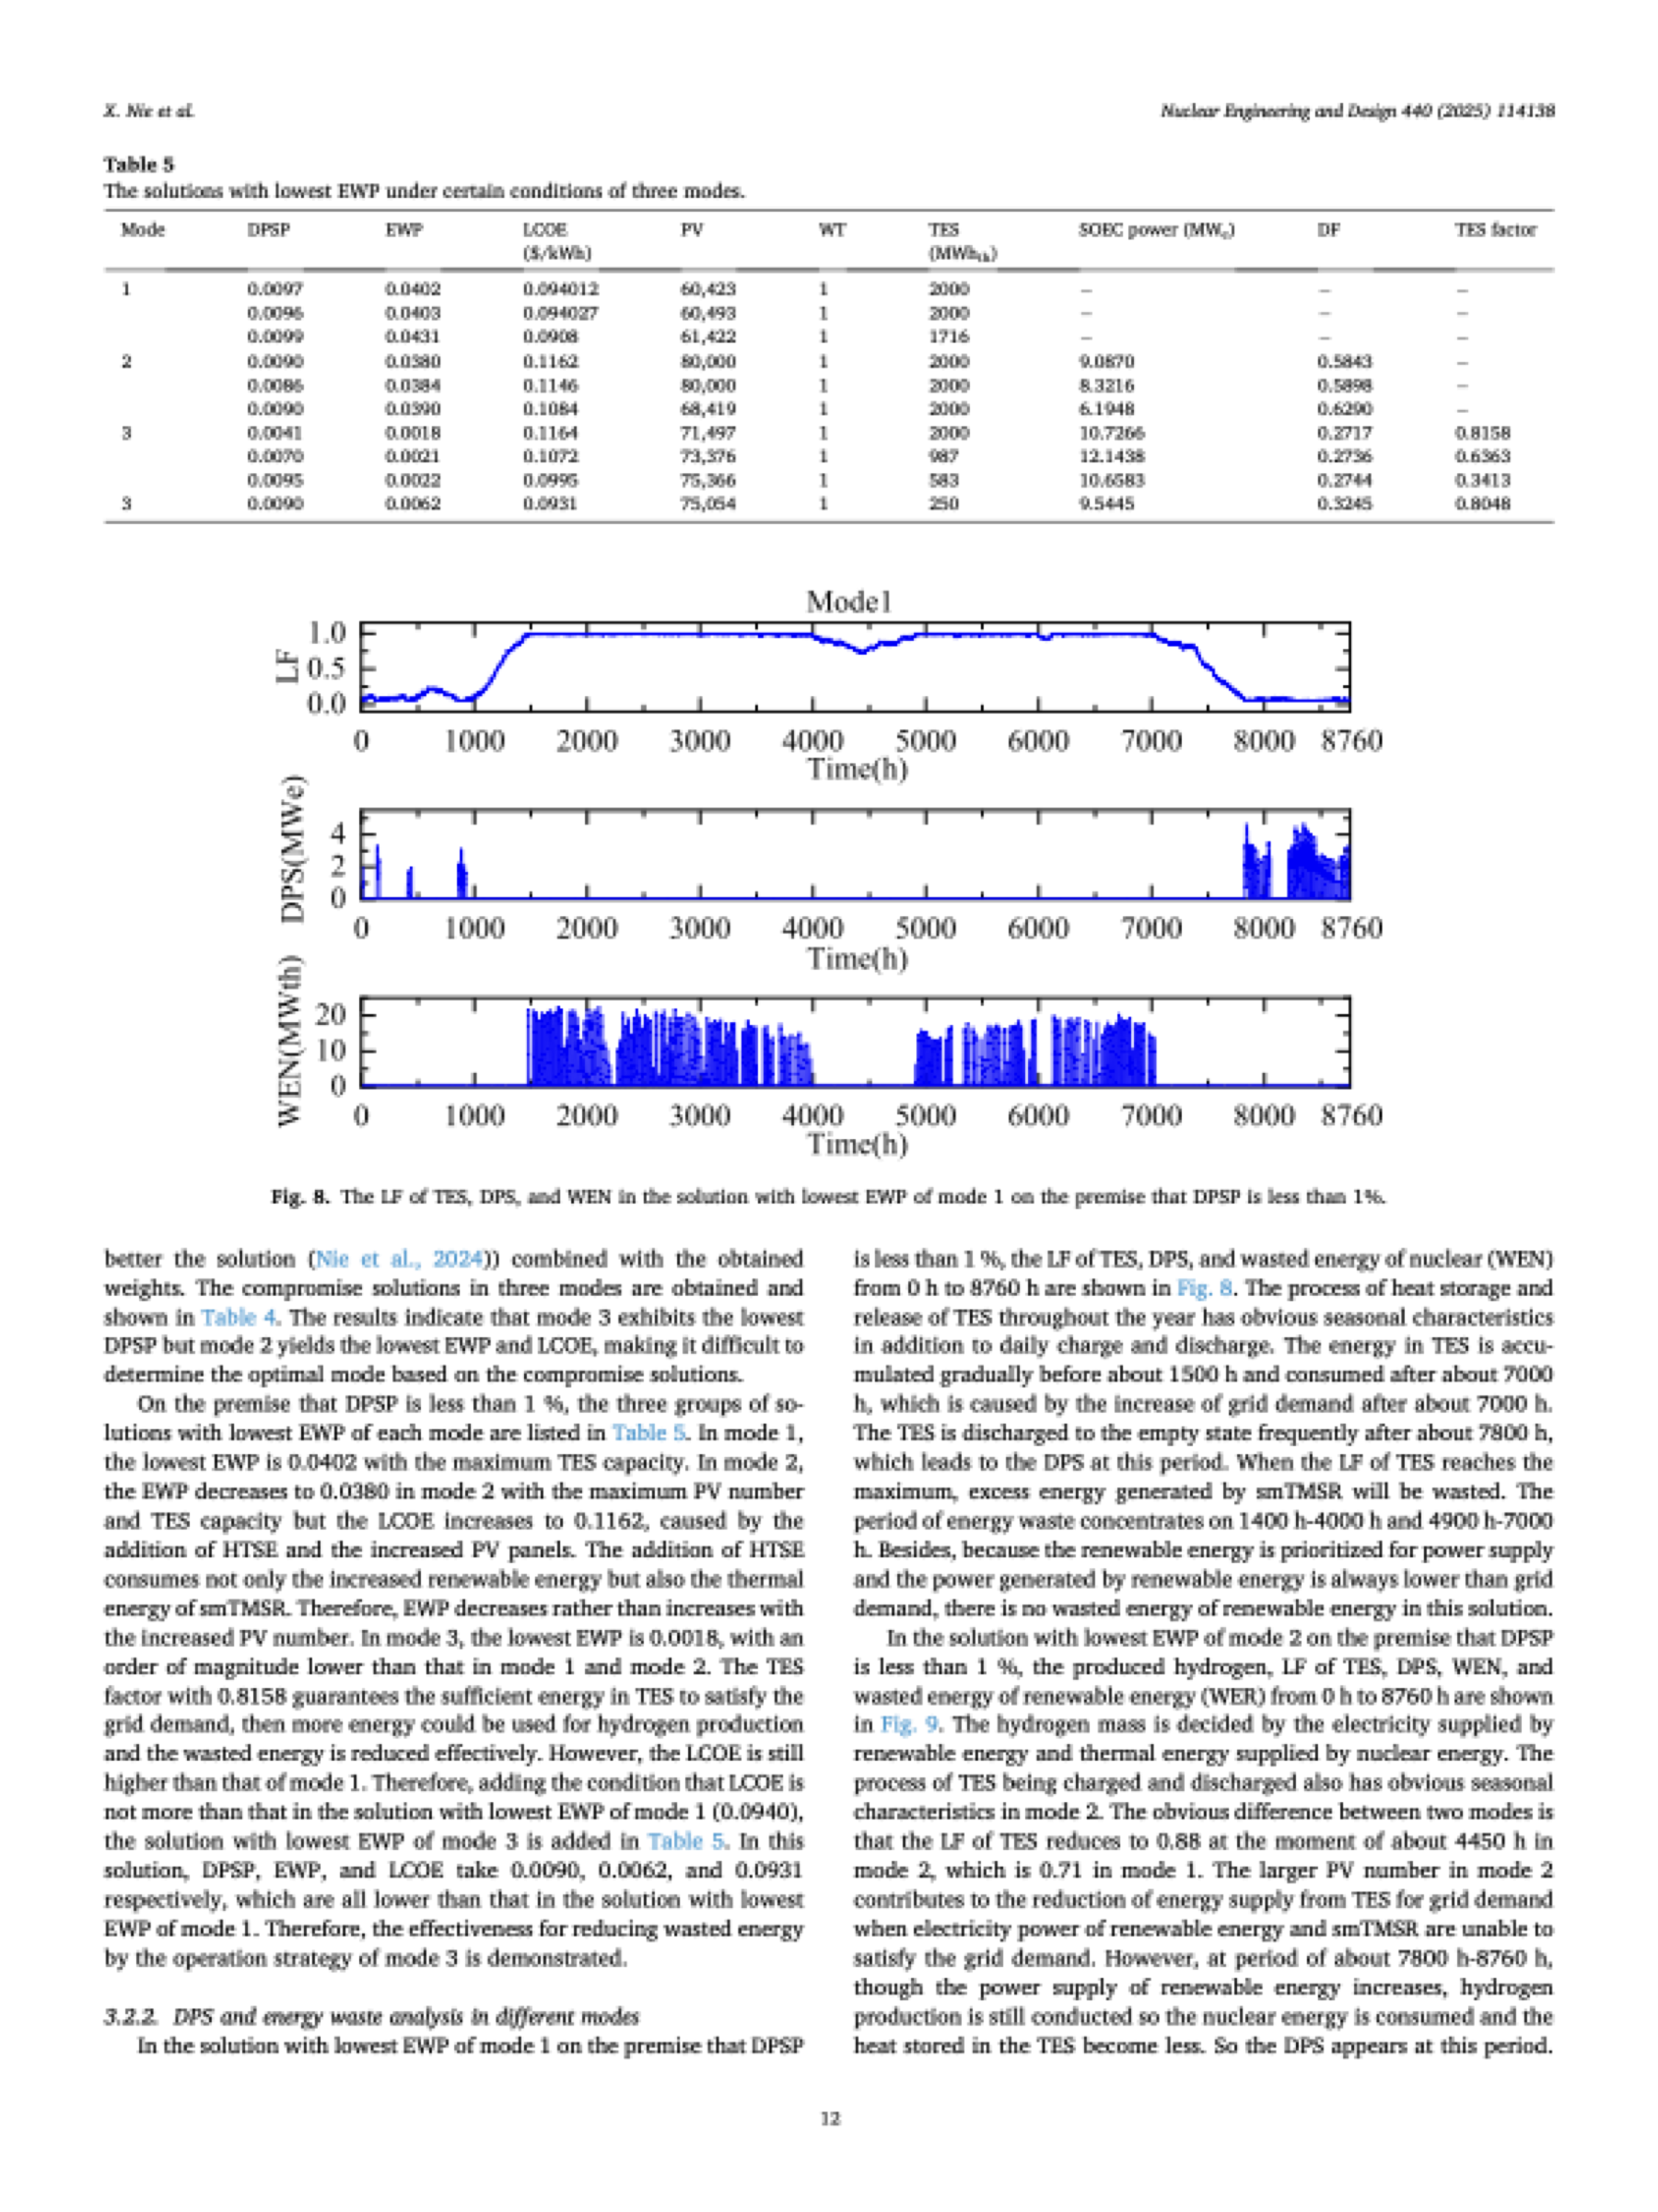 X. Nie et al.
Nuclear Engineering and Design 440 (2025) 114138
Table 5
The solutions with lowest EWP under certain conditions of three modes.
Mode DPSP EWP LCOE ($/kWh) PV WT TES (MWhth) SOEC power (MWe) DF TES factor
1 0.0097 0.0402 0.094012 60,423 1 2000 – – –
0.0096 0.0403 0.094027 60,493 1 2000 – – –
0.0099 0.0431 0.0908 61,422 1 1716 – – –
2 0.0090 0.0380 0.1162 80,000 1 2000 9.0870 0.5843 –
0.0086 0.0384 0.1146 80,000 1 2000 8.3216 0.5898 –
0.0090 0.0390 0.1084 68,419 1 2000 6.1948 0.6290 –
3 0.0041 0.0018 0.1164 71,497 1 2000 10.7266 0.2717 0.8158
0.0070 0.0021 0.1072 73,376 1 987 12.1438 0.2736 0.6363
0.0095 0.0022 0.0995 75,366 1 583 10.6583 0.2744 0.3413
3 0.0090 0.0062 0.0931 75,054 1 250 9.5445 0.3245 0.8048
Mode1
LF
1.0
0.5
0.0
0 1000 2000 3000 4000 5000 6000 7000 8000 8760
Time(h)
DPS(MWe)
4
2
0
0 1000 2000 3000 4000 5000 6000 7000 8000 8760
Time(h)
WEN(MWth)
20
10
0
0 1000 2000 3000 4000 5000 6000 7000 8000 8760
Time(h)
Fig. 8. The LF of TES, DPS, and WEN in the solution with lowest EWP of mode 1 on the premise that DPSP is less than 1%.
better the solution (Nie et al., 2024)) combined with the obtained
weights. The compromise solutions in three modes are obtained and
shown in Table 4. The results indicate that mode 3 exhibits the lowest
DPSP but mode 2 yields the lowest EWP and LCOE, making it difficult to
determine the optimal mode based on the compromise solutions.
On the premise that DPSP is less than 1 %, the three groups of so-
lutions with lowest EWP of each mode are listed in Table 5. In mode 1,
the lowest EWP is 0.0402 with the maximum TES capacity. In mode 2,
the EWP decreases to 0.0380 in mode 2 with the maximum PV number
and TES capacity but the LCOE increases to 0.1162, caused by the
addition of HTSE and the increased PV panels. The addition of HTSE
consumes not only the increased renewable energy but also the thermal
energy of smTMSR. Therefore, EWP decreases rather than increases with
the increased PV number. In mode 3, the lowest EWP is 0.0018, with an
order of magnitude lower than that in mode 1 and mode 2. The TES
factor with 0.8158 guarantees the sufficient energy in TES to satisfy the
grid demand, then more energy could be used for hydrogen production
and the wasted energy is reduced effectively. However, the LCOE is still
higher than that of mode 1. Therefore, adding the condition that LCOE is
not more than that in the solution with lowest EWP of mode 1 (0.0940),
the solution with lowest EWP of mode 3 is added in Table 5. In this
solution, DPSP, EWP, and LCOE take 0.0090, 0.0062, and 0.0931
respectively, which are all lower than that in the solution with lowest
EWP of mode 1. Therefore, the effectiveness for reducing wasted energy
by the operation strategy of mode 3 is demonstrated.
3.2.2. DPS and energy waste analysis in different modes
In the solution with lowest EWP of mode 1 on the premise that DPSP
is less than 1 %, the LF of TES, DPS, and wasted energy of nuclear (WEN)
from 0 h to 8760 h are shown in Fig. 8. The process of heat storage and
release of TES throughout the year has obvious seasonal characteristics
in addition to daily charge and discharge. The energy in TES is accu-
mulated gradually before about 1500 h and consumed after about 7000
h, which is caused by the increase of grid demand after about 7000 h.
The TES is discharged to the empty state frequently after about 7800 h,
which leads to the DPS at this period. When the LF of TES reaches the
maximum, excess energy generated by smTMSR will be wasted. The
period of energy waste concentrates on 1400 h-4000 h and 4900 h-7000
h. Besides, because the renewable energy is prioritized for power supply
and the power generated by renewable energy is always lower than grid
demand, there is no wasted energy of renewable energy in this solution.
In the solution with lowest EWP of mode 2 on the premise that DPSP
is less than 1 %, the produced hydrogen, LF of TES, DPS, WEN, and
wasted energy of renewable energy (WER) from 0 h to 8760 h are shown
in Fig. 9. The hydrogen mass is decided by the electricity supplied by
renewable energy and thermal energy supplied by nuclear energy. The
process of TES being charged and discharged also has obvious seasonal
characteristics in mode 2. The obvious difference between two modes is
that the LF of TES reduces to 0.88 at the moment of about 4450 h in
mode 2, which is 0.71 in mode 1. The larger PV number in mode 2
contributes to the reduction of energy supply from TES for grid demand
when electricity power of renewable energy and smTMSR are unable to
satisfy the grid demand. However, at period of about 7800 h-8760 h,
though the power supply of renewable energy increases, hydrogen
production is still conducted so the nuclear energy is consumed and the
heat stored in the TES become less. So the DPS appears at this period.
12